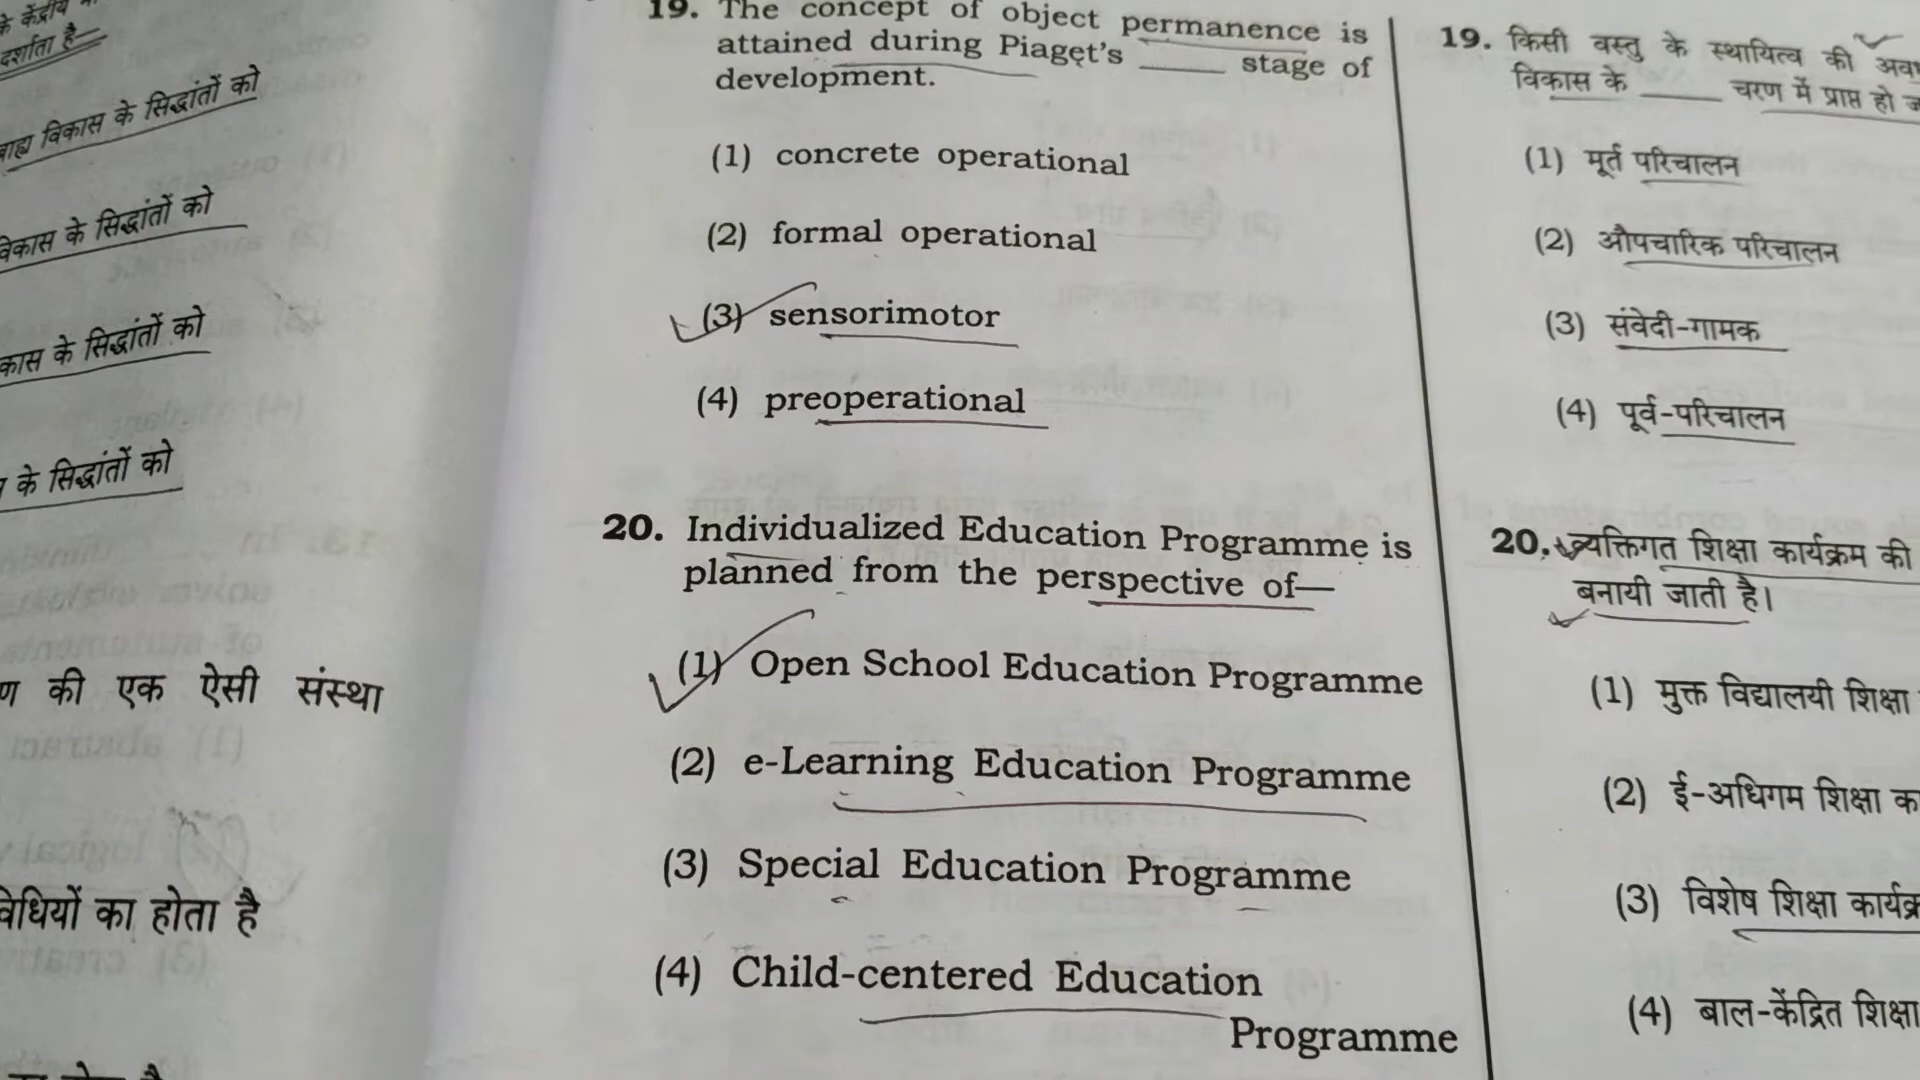 के केंद्रीय
दर्शाता है—
बाह्य विकास के सिद्धांतों को
विकास के सिद्धांतों को
के सिद्धांतों को
के सिद्धांतों को
की एक ऐसी संस्था
का होता है
19. The concept of object permanence is
attained during Piaget's ____ stage of
development.
(1) concrete operational
(2) formal operational
(3) sensorimotor
(4) preoperational
20. Individualized Education Programme is
planned from the perspective of—
(1) Open School Education Programme
(2) e-Learning Education Programme
(3) Special Education Programme
(4) Child-centered Education
Programme
19. किसी वस्तु के स्थायित्व की
विकास के ____ चरण में प्राप्त हो
(1) मूर्त परिचालन
(2) औपचारिक परिचालन
(3) संवेदी-गामक
(4) पूर्व-परिचालन
20. व्यक्तिगत शिक्षा कार्यक्रम की
बनायी जाती है।
(1) मुक्त विद्यालयी शिक्षा
(2) ई-अधिगम शिक्षा
(3) विशेष शिक्षा
(4) बाल-केंद्रित शिक्षा